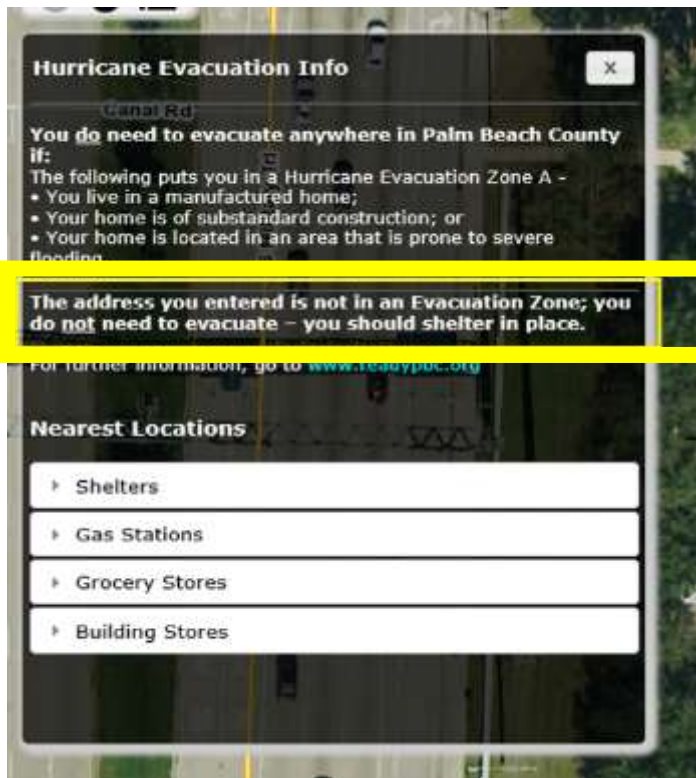 Hurricane Evacuation Info
x
Canal Rd
You do need to evacuate anywhere in Palm Beach County
if:
The following puts you in a Hurricane Evacuation Zone A -
• You live in a manufactured home;
• Your home is of substandard construction; or
• Your home is located in an area that is prone to severe
flooding
The address you entered is not in an Evacuation Zone; you
do not need to evacuate – you should shelter in place.
For further information, go to www.readypbc.org
Nearest Locations
Shelters
Gas Stations
Grocery Stores
Building Stores